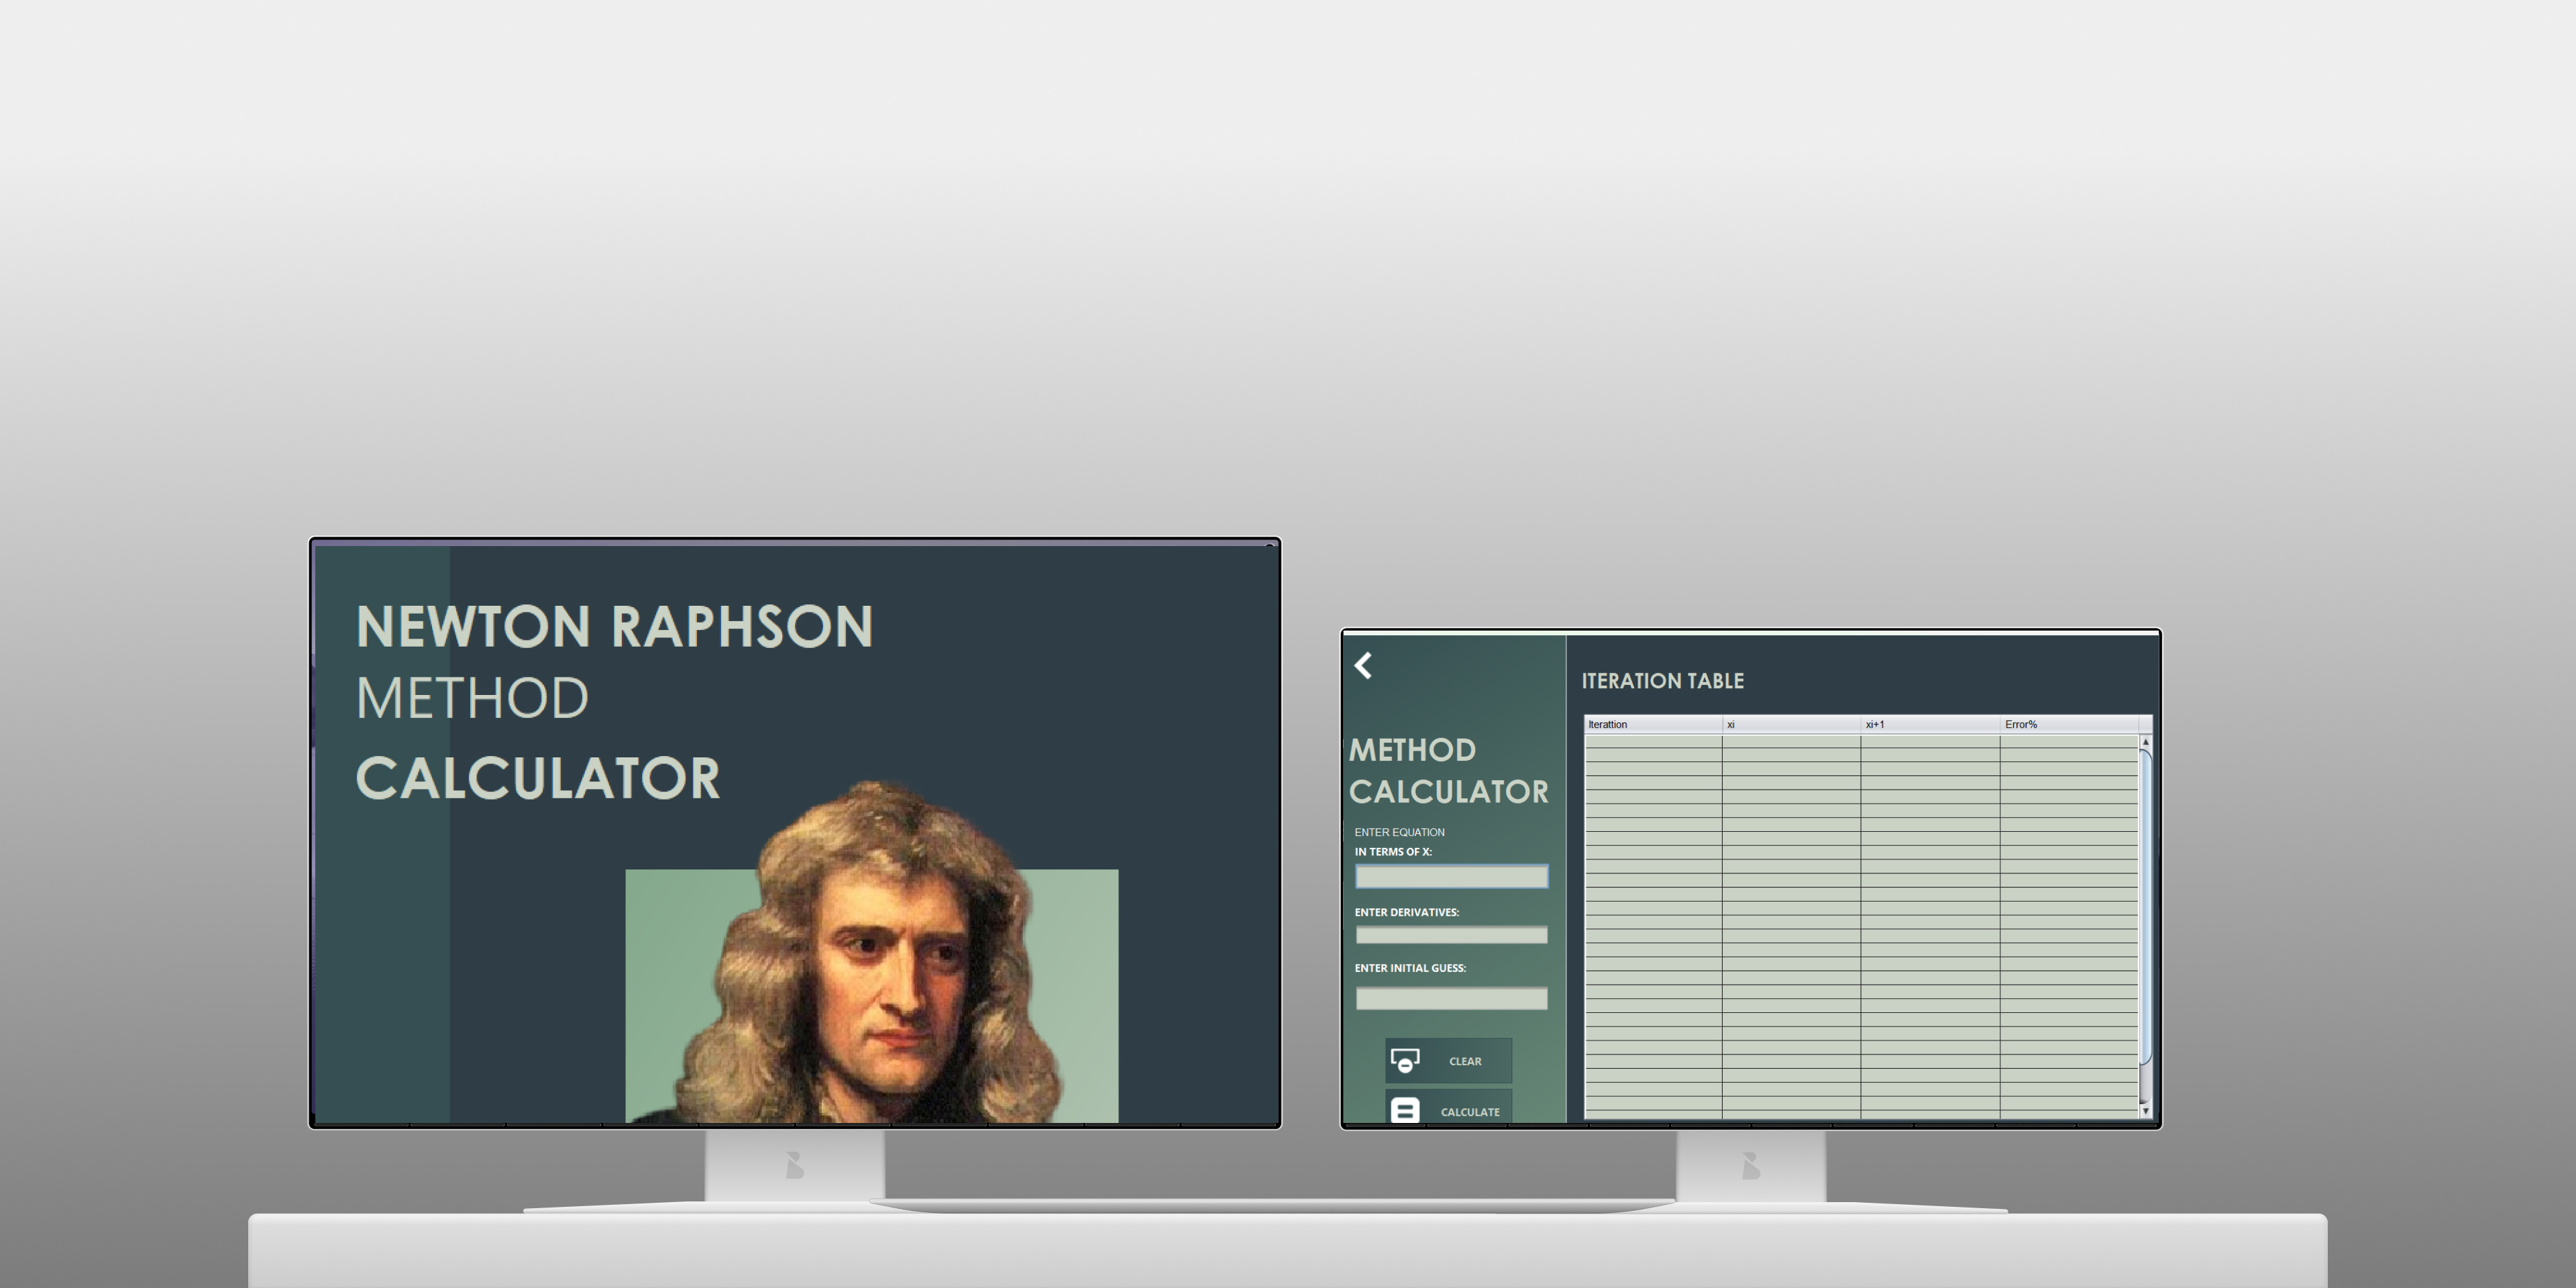 NEWTON RAPHSON
METHOD
CALCULATOR
ITERATION TABLE
Iterattion xi xi+1 Error%
METHOD
CALCULATOR
ENTER EQUATION
IN TERMS OF X:
ENTER DERIVATIVES:
ENTER INITIAL GUESS:
CLEAR
CALCULATE